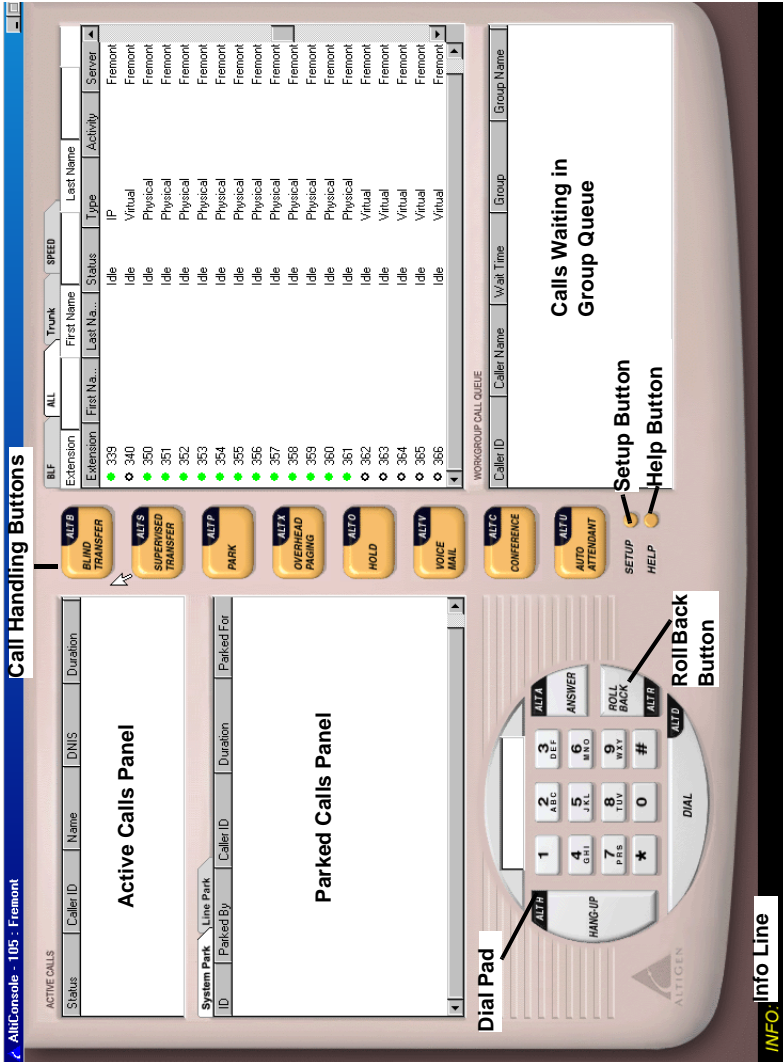 AltiConsole - 105 : Fremont
Call Handling Buttons
ACTIVE CALLS
Status Caller ID Name DNIS Duration
Active Calls Panel
System Park Line Park
ID Parked By Caller ID Duration Parked For
Parked Calls Panel
Dial Pad
ALT H
HANG-UP
1
2 ABC
3 DEF
4 GHI
5 JKL
6 MNO
7 PRS
8 TUV
9 WXY
*
0
#
ALT A
ANSWER
ROLL BACK
ALT R
ALT D
DIAL
Roll Back
Button
ALTIGEN
ALT B
BLIND
TRANSFER
ALT S
SUPERVISED
TRANSFER
ALT P
PARK
ALT X
OVERHEAD
PAGING
ALT O
HOLD
ALT V
VOICE
MAIL
ALT C
CONFERENCE
ALT U
AUTO
ATTENDANT
SETUP
HELP
Setup Button
Help Button
BLF ALL Trunk SPEED
Extension First Name Last Name
Extension First Na... Last Na... Status Type Activity Server
339 Idle IP Fremont
340 Idle Virtual Fremont
350 Idle Physical Fremont
351 Idle Physical Fremont
352 Idle Physical Fremont
353 Idle Physical Fremont
354 Idle Physical Fremont
355 Idle Physical Fremont
356 Idle Physical Fremont
357 Idle Physical Fremont
358 Idle Physical Fremont
359 Idle Physical Fremont
360 Idle Physical Fremont
361 Idle Physical Fremont
362 Idle Virtual Fremont
363 Idle Virtual Fremont
364 Idle Virtual Fremont
365 Idle Virtual Fremont
366 Idle Virtual Fremont
WORKGROUP CALL QUEUE
Caller ID Caller Name Wait Time Group Group Name
Calls Waiting in
Group Queue
INFO: Info Line